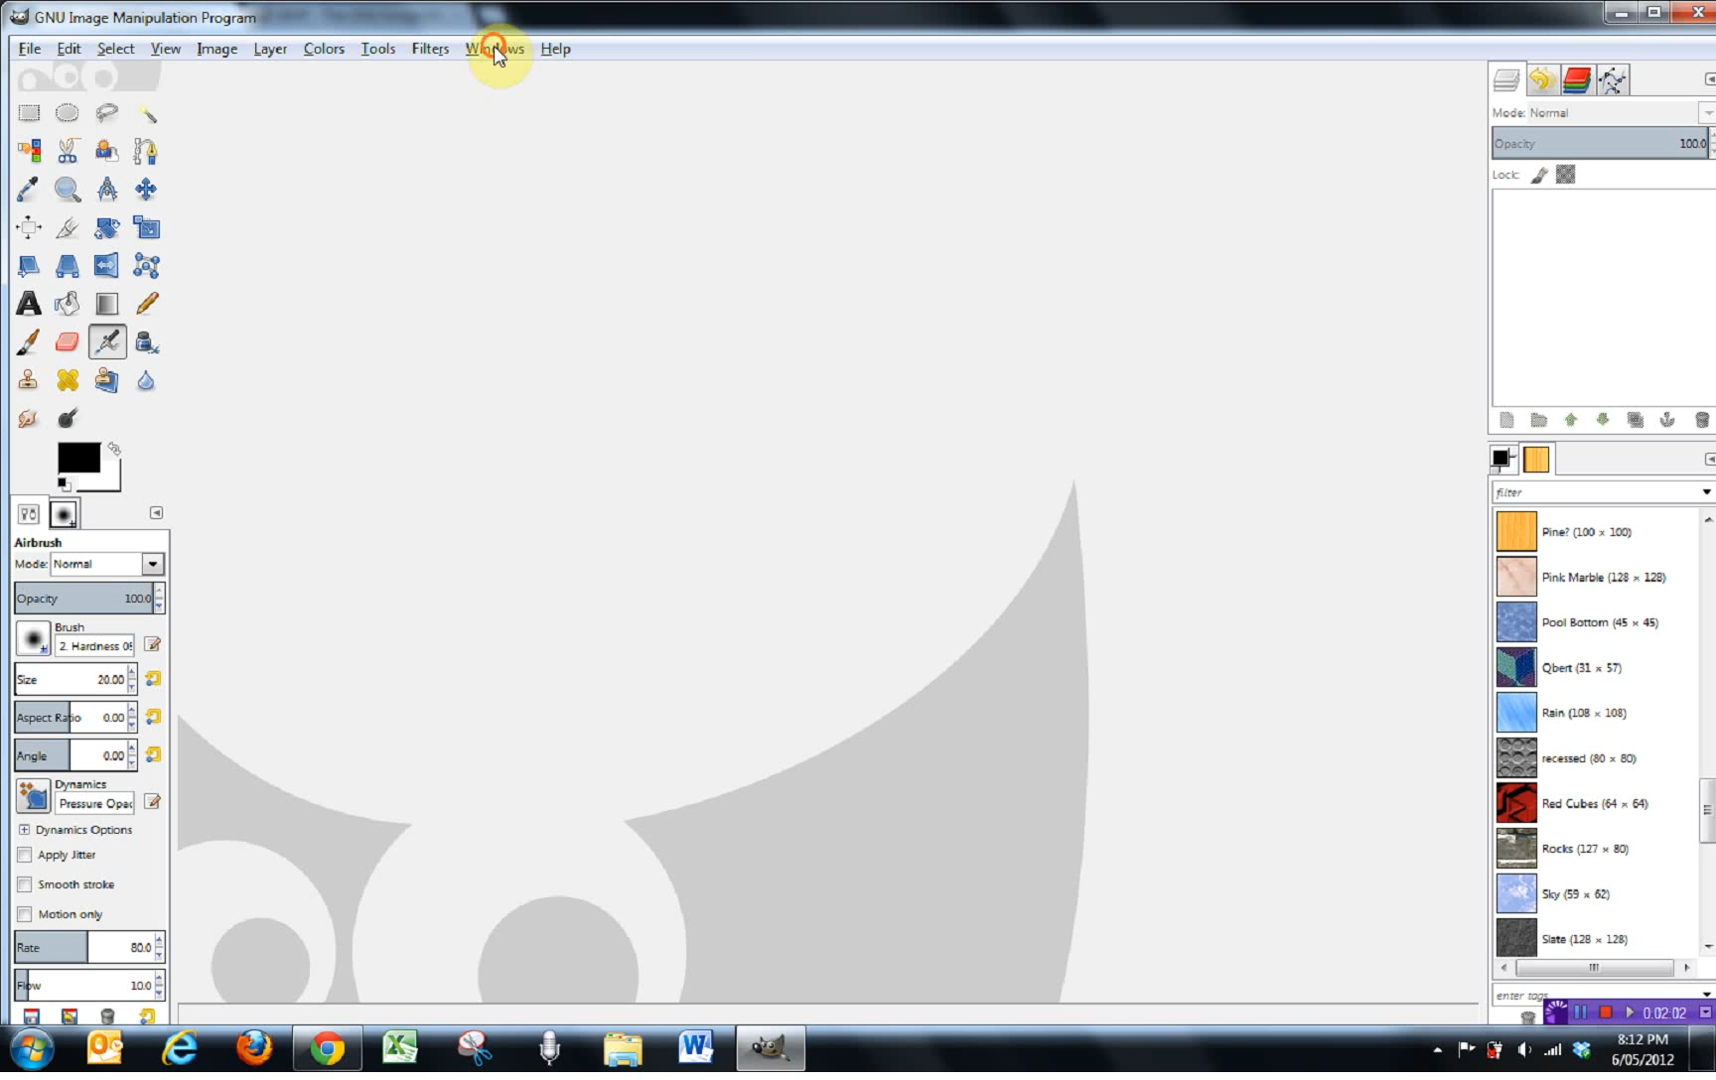 GNU Image Manipulation Program
File Edit Select View Image Layer Colors Tools Filters Windows Help
Mode: Normal
Opacity 100.0
Lock:
Airbrush
Mode: Normal
Opacity 100.0
Brush
2. Hardness 05
Size 20.00
Aspect Ratio 0.00
Angle 0.00
Dynamics
Pressure Opac
Dynamics Options
Apply Jitter
Smooth stroke
Motion only
Rate 80.0
Flow 10.0
filter
Pine? (100 × 100)
Pink Marble (128 × 128)
Pool Bottom (45 × 45)
Qbert (31 × 57)
Rain (108 × 108)
recessed (80 × 80)
Red Cubes (64 × 64)
Rocks (127 × 80)
Sky (59 × 62)
Slate (128 × 128)
enter tags
0:02.02
8:12 PM
6/05/2012